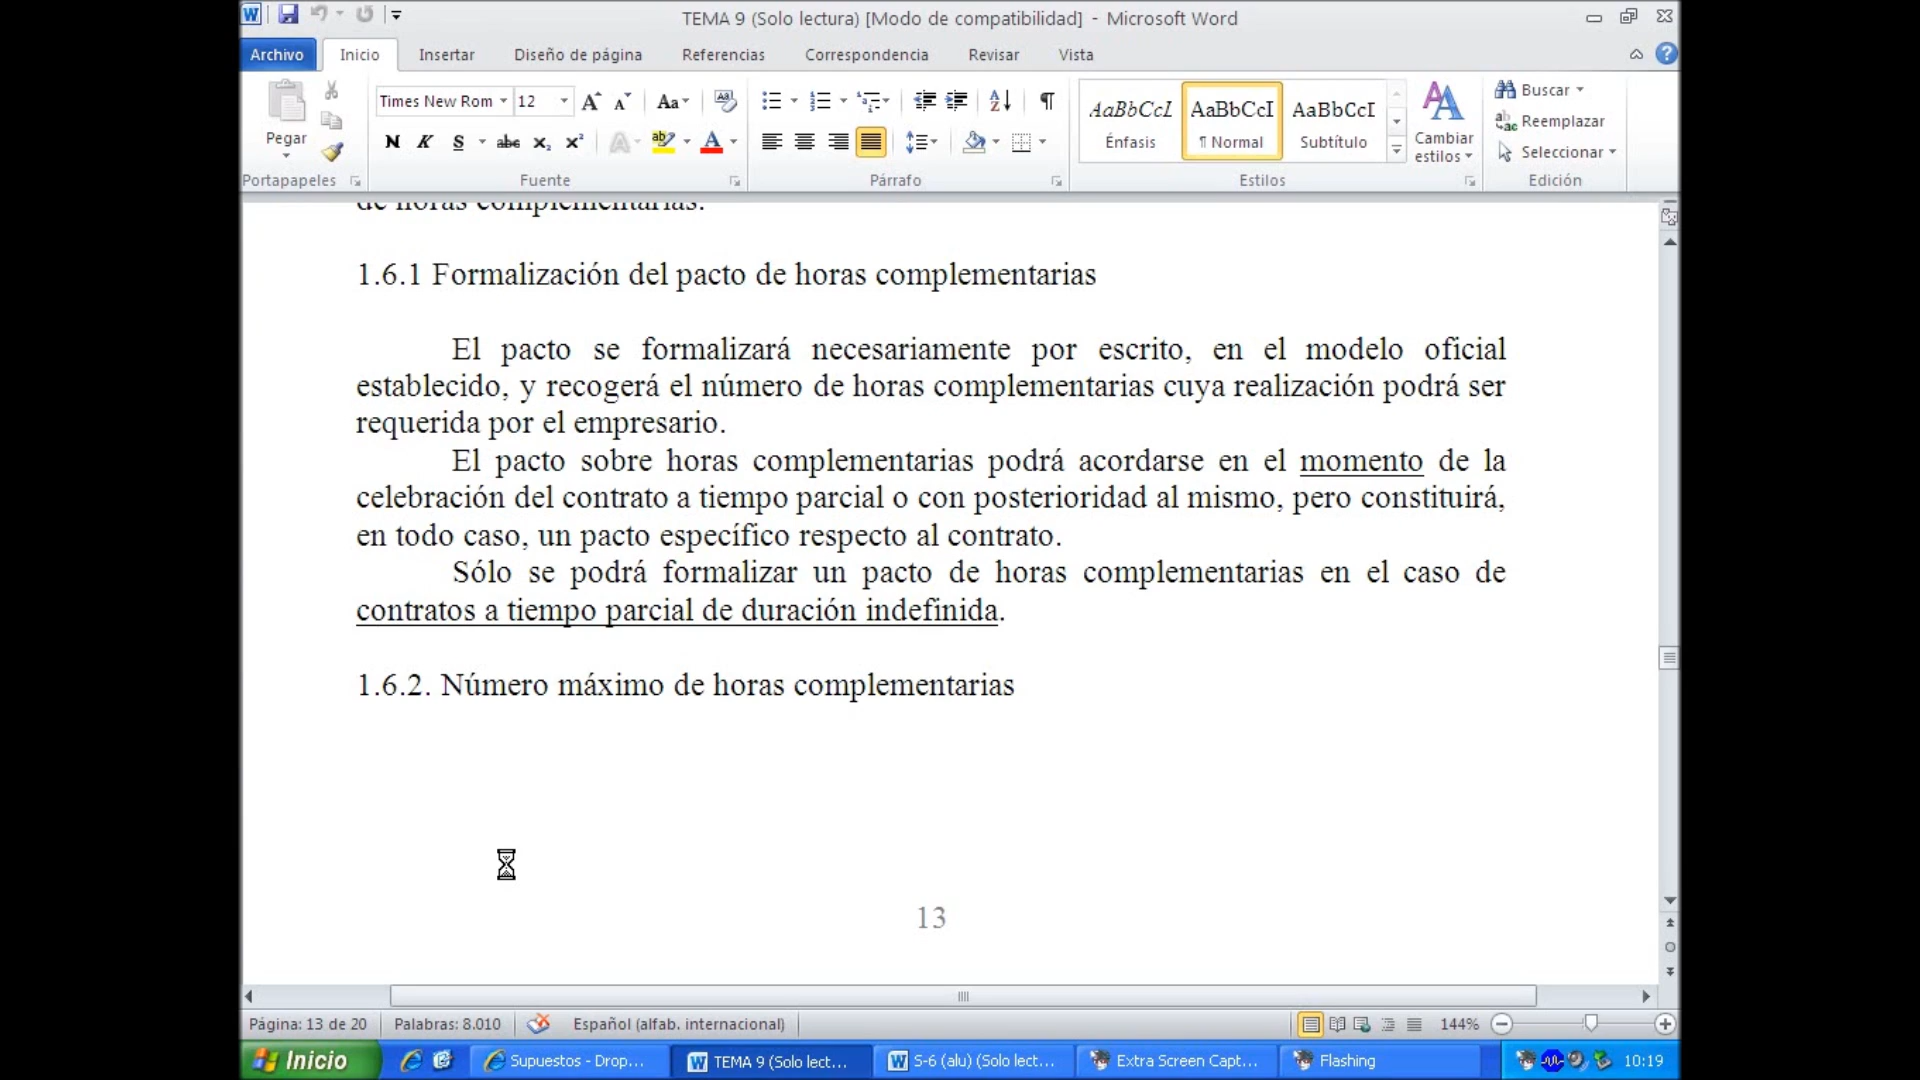 TEMA 9 (Solo lectura) [Modo de compatibilidad] - Microsoft Word
Archivo Inicio Insertar Diseño de página Referencias Correspondencia Revisar Vista
Times New Rom 12 Aa
Pegar
N K S abc x₂ x² A ab A
AaBbCcI AaBbCcI AaBbCcI
Énfasis ¶ Normal Subtítulo
Cambiar estilos
Buscar
Reemplazar
Seleccionar
Portapapeles Fuente Párrafo Estilos Edición
de horas complementarias.
1.6.1 Formalización del pacto de horas complementarias
El pacto se formalizará necesariamente por escrito, en el modelo oficial
establecido, y recogerá el número de horas complementarias cuya realización podrá ser
requerida por el empresario.
El pacto sobre horas complementarias podrá acordarse en el momento de la
celebración del contrato a tiempo parcial o con posterioridad al mismo, pero constituirá,
en todo caso, un pacto específico respecto al contrato.
Sólo se podrá formalizar un pacto de horas complementarias en el caso de
contratos a tiempo parcial de duración indefinida.
1.6.2. Número máximo de horas complementarias
13
Página: 13 de 20 Palabras: 8.010 Español (alfab. internacional) 144%
Inicio Supuestos - Drop... TEMA 9 (Solo lect... S-6 (alu) (Solo lect... Extra Screen Capt... Flashing 10:19